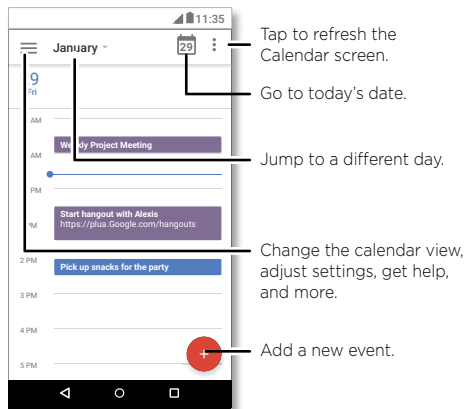 11:35
January
29
Tap to refresh the
Calendar screen.
9
Fri
Go to today's date.
AM
Weekly Project Meeting
AM
Jump to a different day.
PM
Start hangout with Alexis
https://plua.Google.com/hangouts
PM
2 PM
Pick up snacks for the party
Change the calendar view,
adjust settings, get help,
and more.
3 PM
4 PM
Add a new event.
5 PM